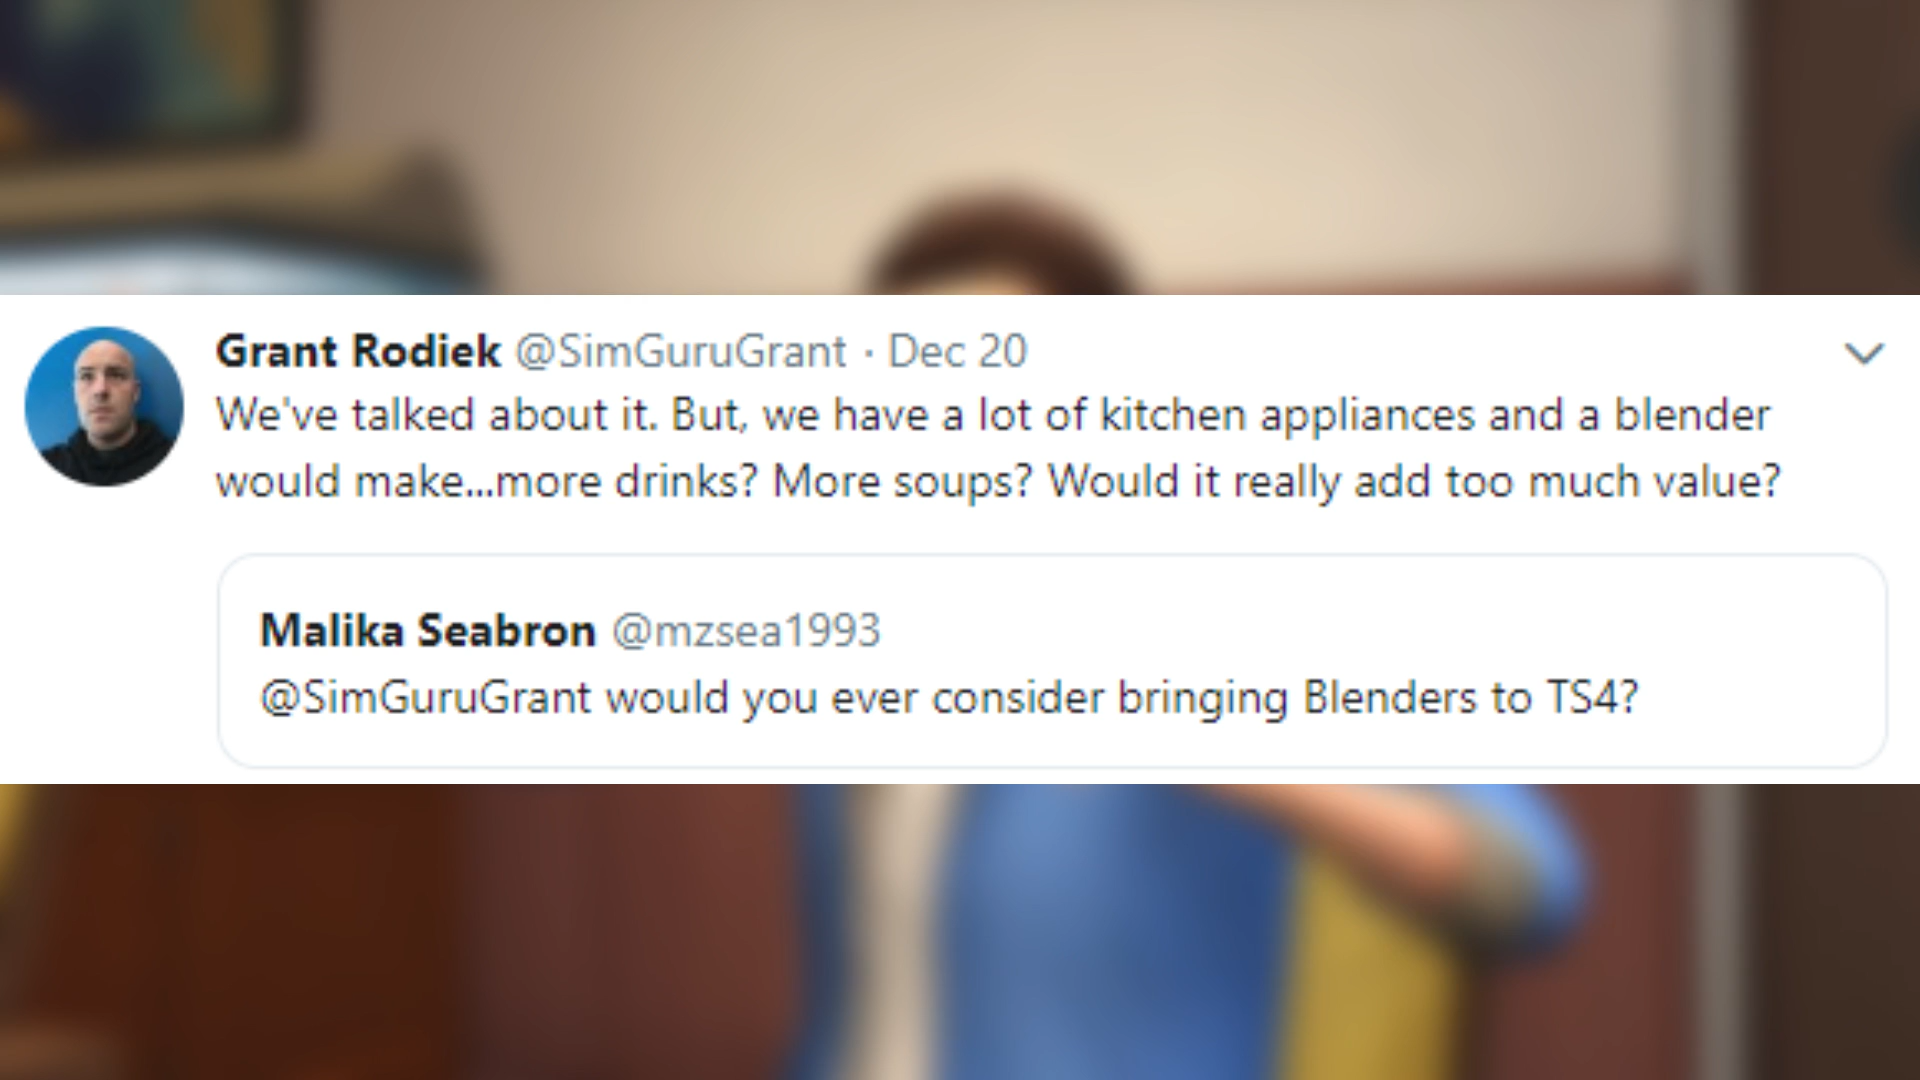 Grant Rodiek @SimGuruGrant · Dec 20
We've talked about it. But, we have a lot of kitchen appliances and a blender
would make...more drinks? More soups? Would it really add too much value?
Malika Seabron @mzsea1993
@SimGuruGrant would you ever consider bringing Blenders to TS4?